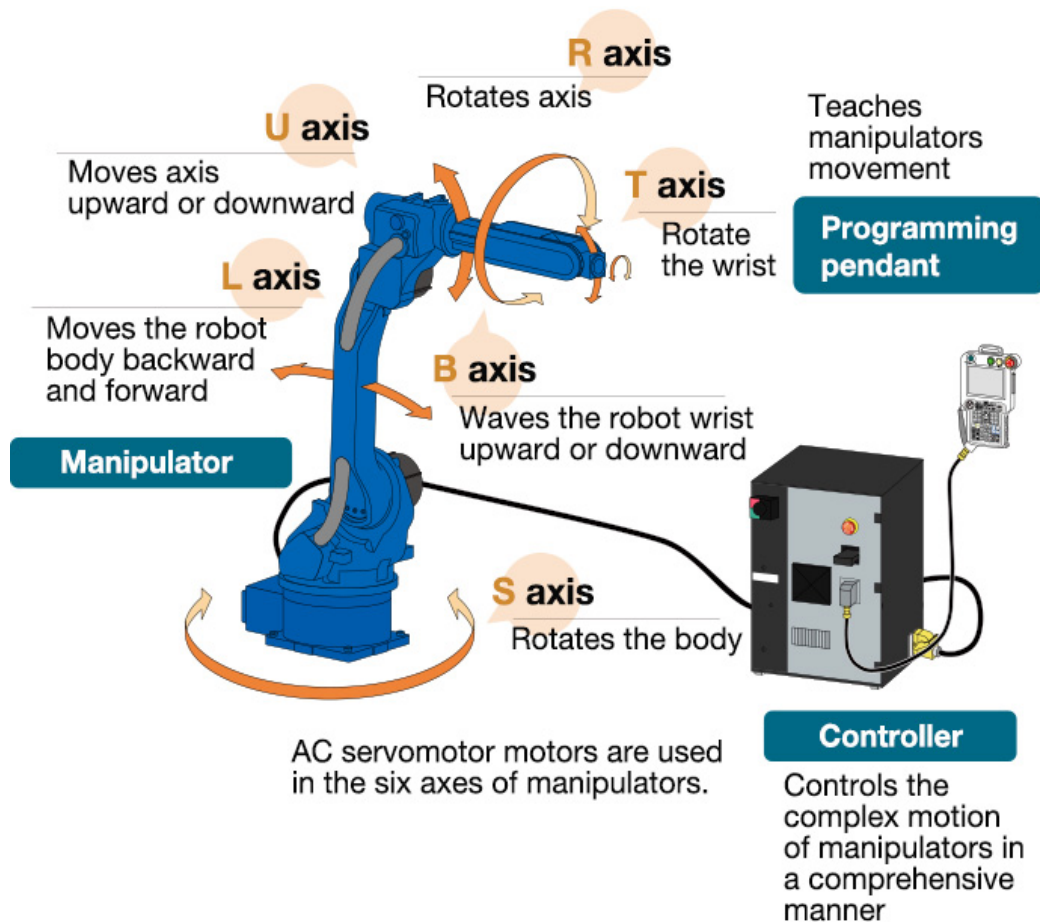 R axis
Rotates axis
U axis
Moves axis
upward or downward
T axis
Rotate
the wrist
Teaches
manipulators
movement
Programming
pendant
L axis
Moves the robot
body backward
and forward
B axis
Waves the robot wrist
upward or downward
Manipulator
S axis
Rotates the body
AC servomotor motors are used
in the six axes of manipulators.
Controller
Controls the
complex motion
of manipulators in
a comprehensive
manner